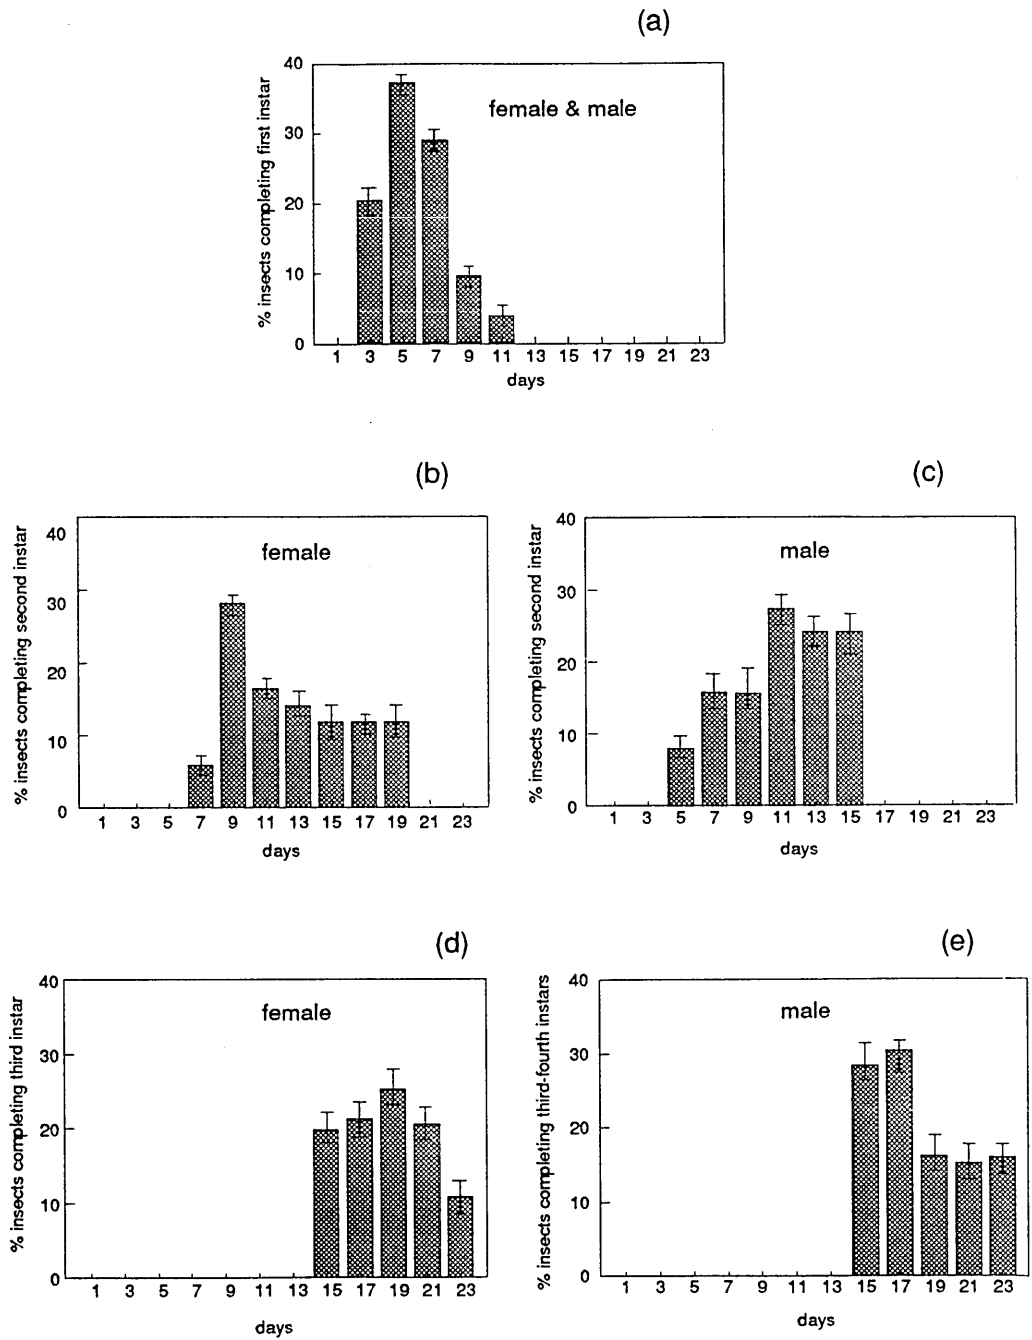 (a)
% insects completing first instar
40
30
20
10
0
female & male
1 3 5 7 9 11 13 15 17 19 21 23
days
(b)
% insects completing second instar
40
30
20
10
0
female
1 3 5 7 9 11 13 15 17 19 21 23
days
(c)
% insects completing second instar
40
30
20
10
0
male
1 3 5 7 9 11 13 15 17 19 21 23
days
(d)
% insects completing third instar
40
30
20
10
0
female
1 3 5 7 9 11 13 15 17 19 21 23
days
(e)
% insects completing third-fourth instars
40
30
20
10
0
male
1 3 5 7 9 11 13 15 17 19 21 23
days